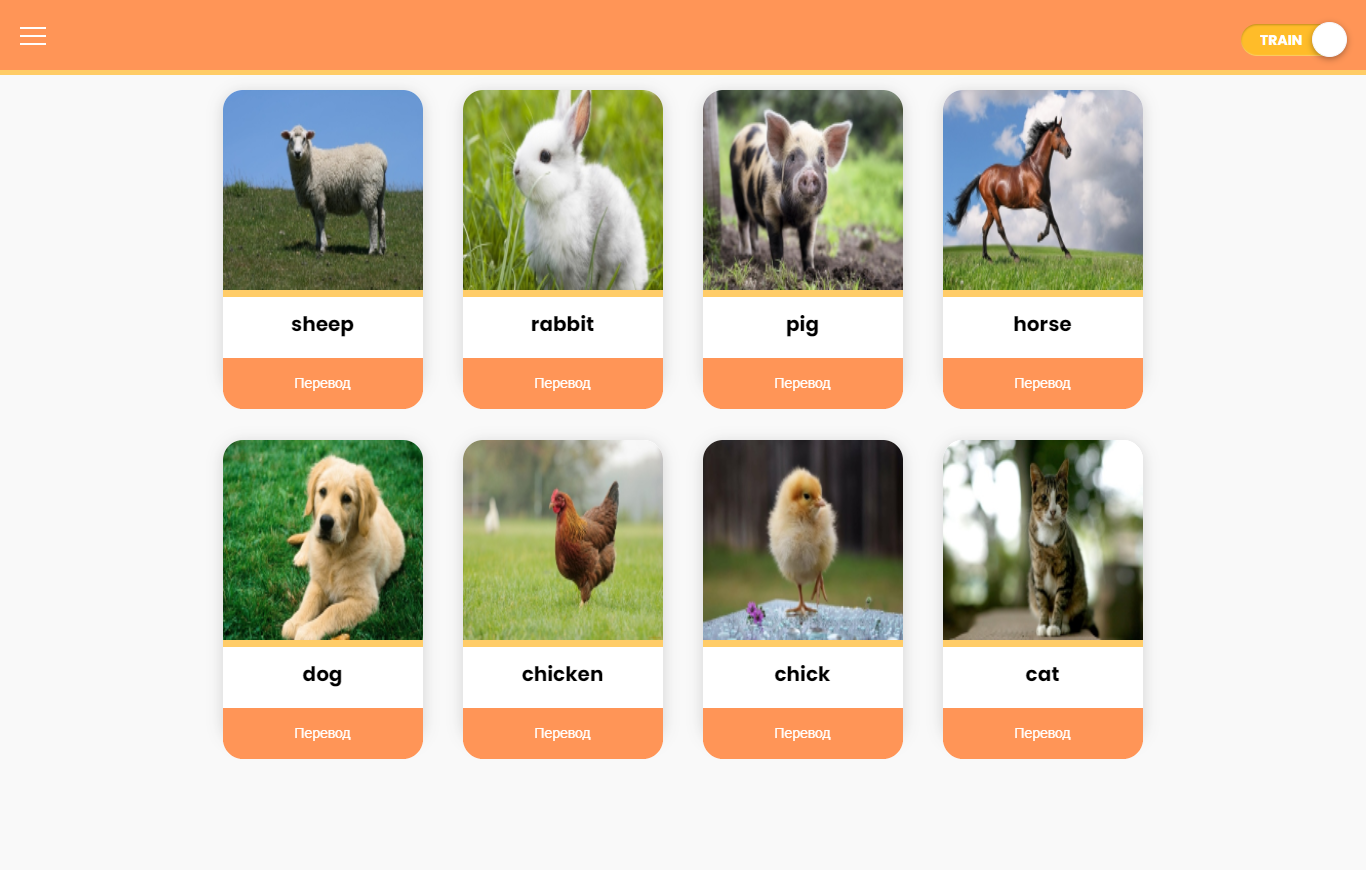 TRAIN
sheep
rabbit
pig
horse
Перевод
Перевод
Перевод
Перевод
dog
chicken
chick
cat
Перевод
Перевод
Перевод
Перевод